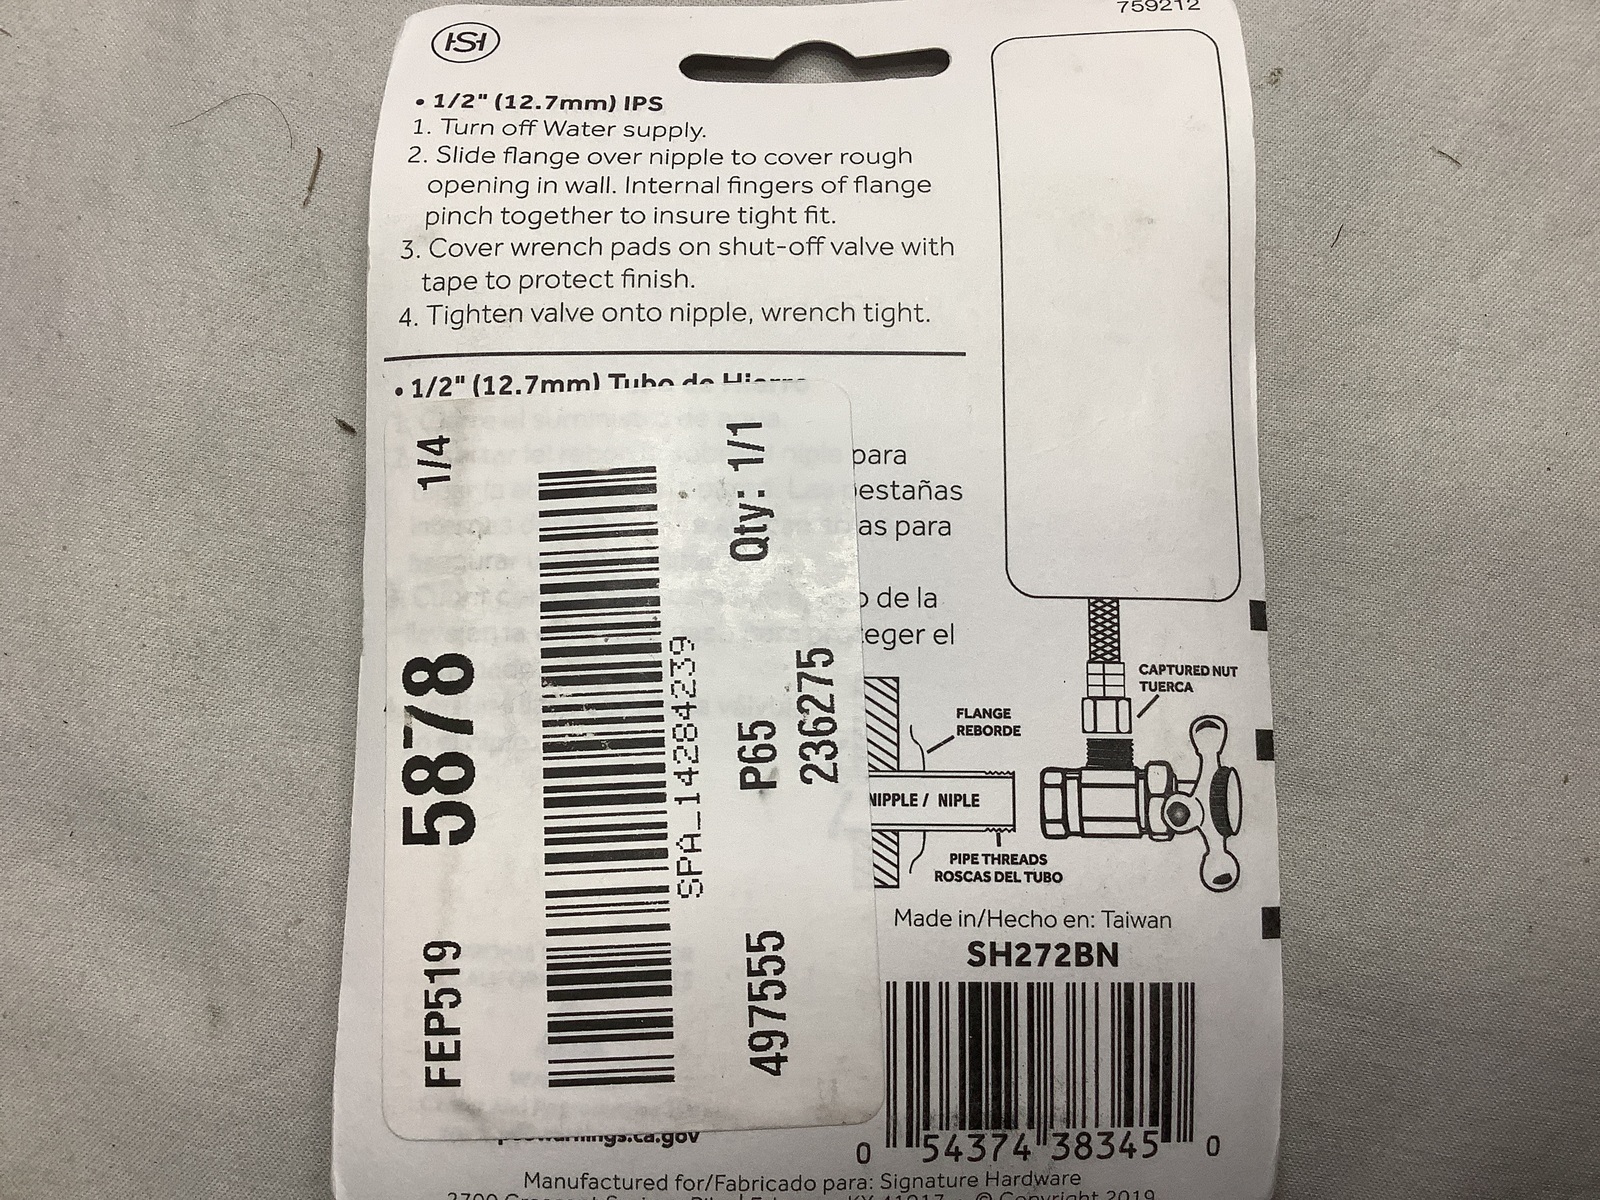 759212
HSH
• 1/2" (12.7mm) IPS
1. Turn off Water supply.
2. Slide flange over nipple to cover rough
opening in wall. Internal fingers of flange
pinch together to insure tight fit.
3. Cover wrench pads on shut-off valve with
tape to protect finish.
4. Tighten valve onto nipple, wrench tight.
• 1/2" (12.7mm) Tubo de Hierro
para
pestañas
as para
o de la
teger el
1/4
5878
FEP519
SPA_14284239
Qty: 1/1
P65
236275
497555
CAPTURED NUT
TUERCA
FLANGE
REBORDE
NIPPLE / NIPLE
PIPE THREADS
ROSCAS DEL TUBO
Made in/Hecho en: Taiwan
SH272BN
0 54374 38345 0
Manufactured for/Fabricado para: Signature Hardware
© Copyright 2019